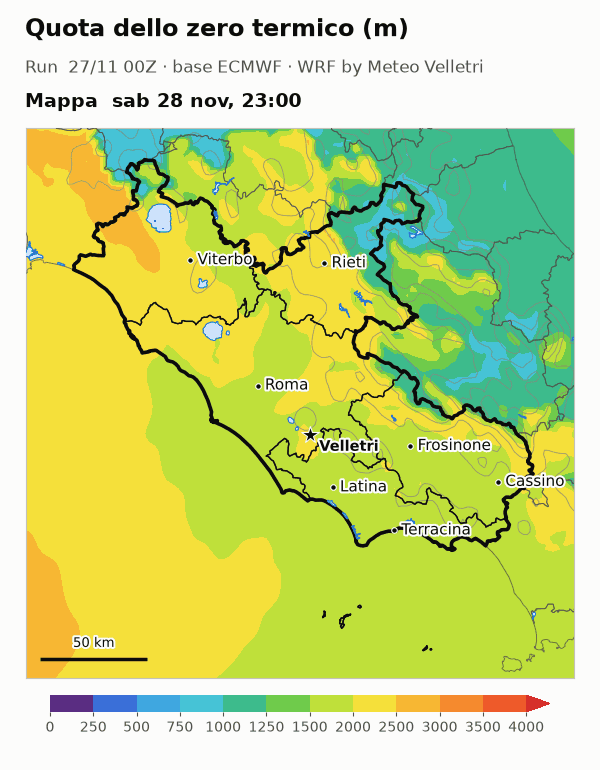 Quota dello zero termico (m)
Run  27/11 00Z · base ECMWF · WRF by Meteo Velletri
Mappa  sab 28 nov, 23:00
Viterbo
Rieti
Roma
Velletri
Frosinone
Cassino
Latina
Terracina
50 km
0 250 500 750 1000 1250 1500 2000 2500 3000 3500 4000